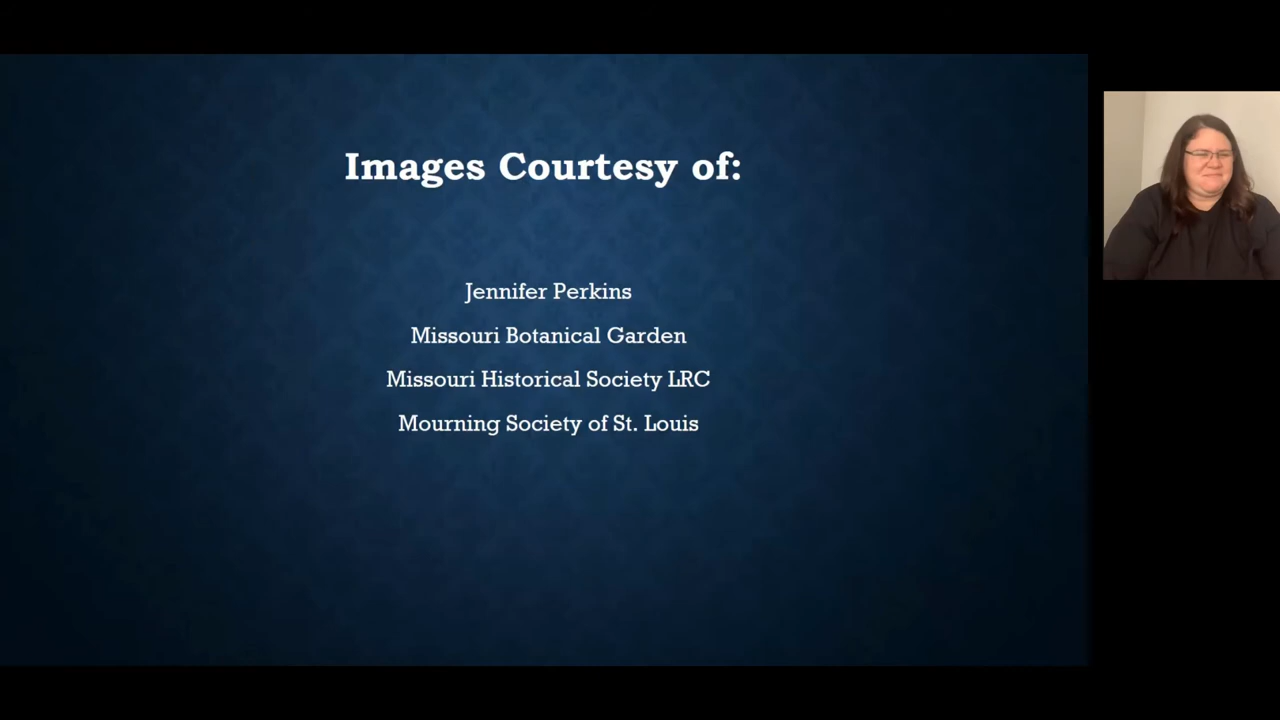 Images Courtesy of:
Jennifer Perkins
Missouri Botanical Garden
Missouri Historical Society LRC
Mourning Society of St. Louis